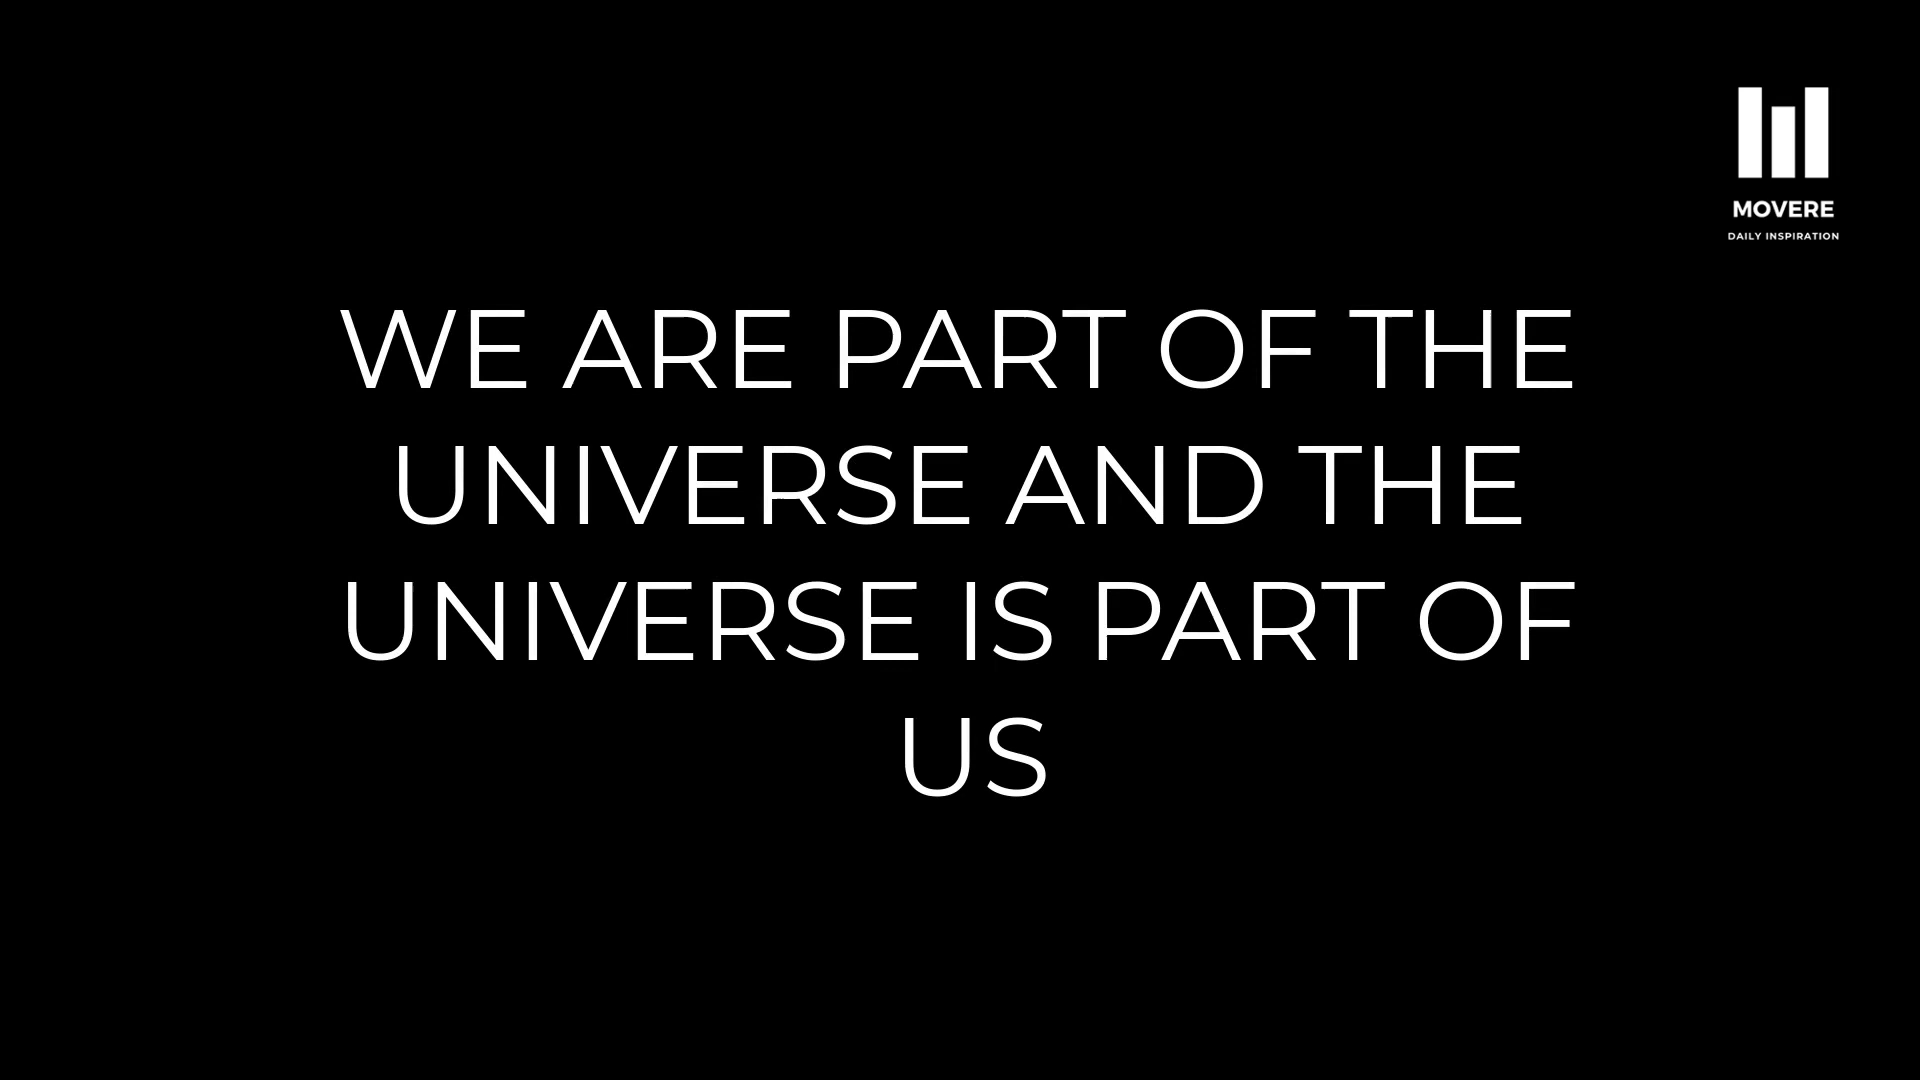 MOVERE
DAILY INSPIRATION
WE ARE PART OF THE
UNIVERSE AND THE
UNIVERSE IS PART OF
US